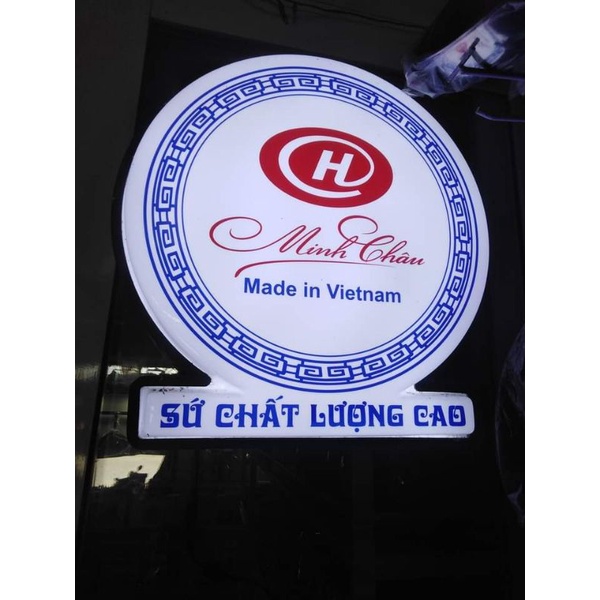 H
Minh Châu
Made in Vietnam
SỨ CHẤT LƯỢNG CAO